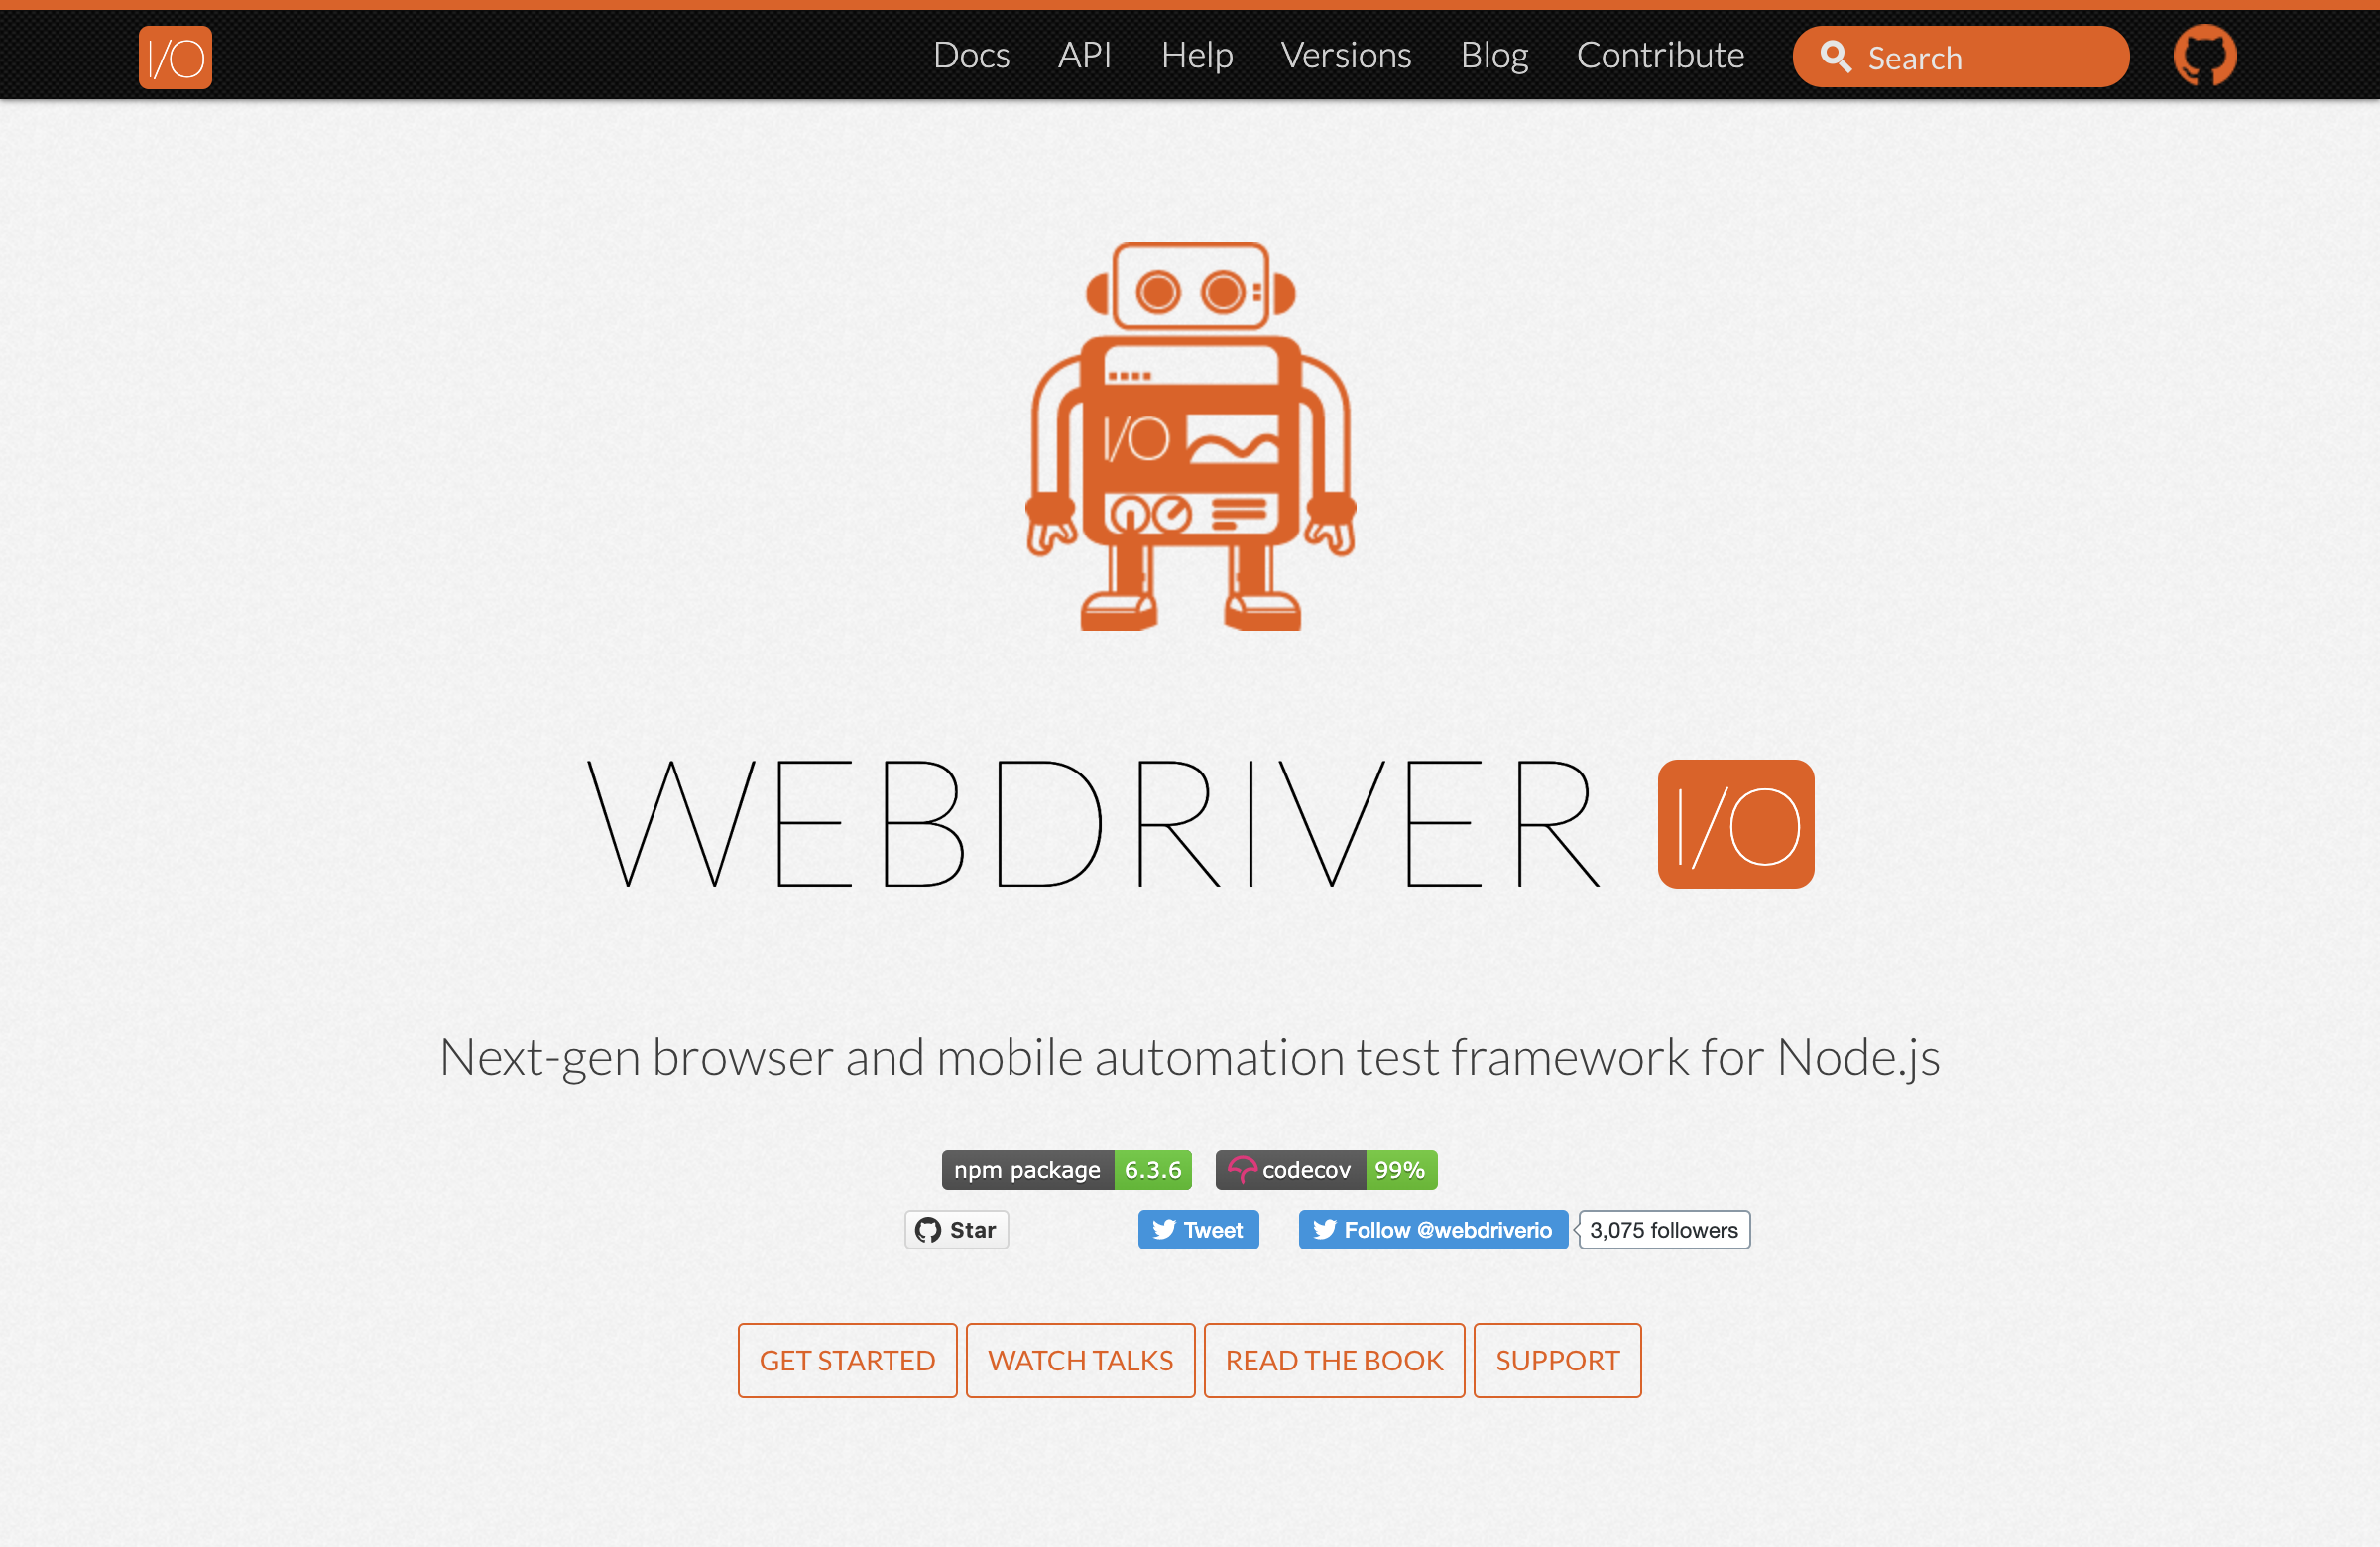 I/O Docs API Help Versions Blog Contribute Search
I/O
WEBDRIVER I/O
Next-gen browser and mobile automation test framework for Node.js
npm package 6.3.6 codecov 99%
Star Tweet Follow @webdriverio 3,075 followers
GET STARTED WATCH TALKS READ THE BOOK SUPPORT